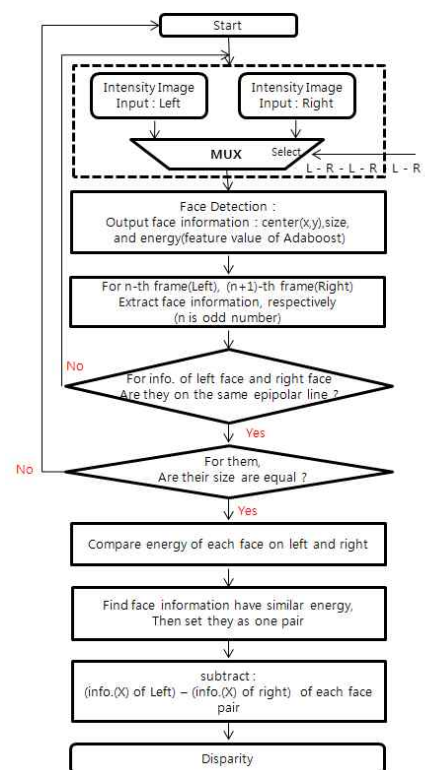 Start
Intensity Image
Input : Left
Intensity Image
Input : Right
MUX
Select
L - R - L - R - L - R
Face Detection :
Output face information : center(x,y),size,
and energy(feature value of Adaboost)
For n-th frame(Left), (n+1)-th frame(Right)
Extract face information, respectively
(n is odd number)
No
For info. of left face and right face
Are they on the same epipolar line ?
Yes
No
For them,
Are their size are equal ?
Yes
Compare energy of each face on left and right
Find face information have similar energy,
Then set they as one pair
subtract :
(info.(X) of Left) – (info.(X) of right) of each face
pair
Disparity